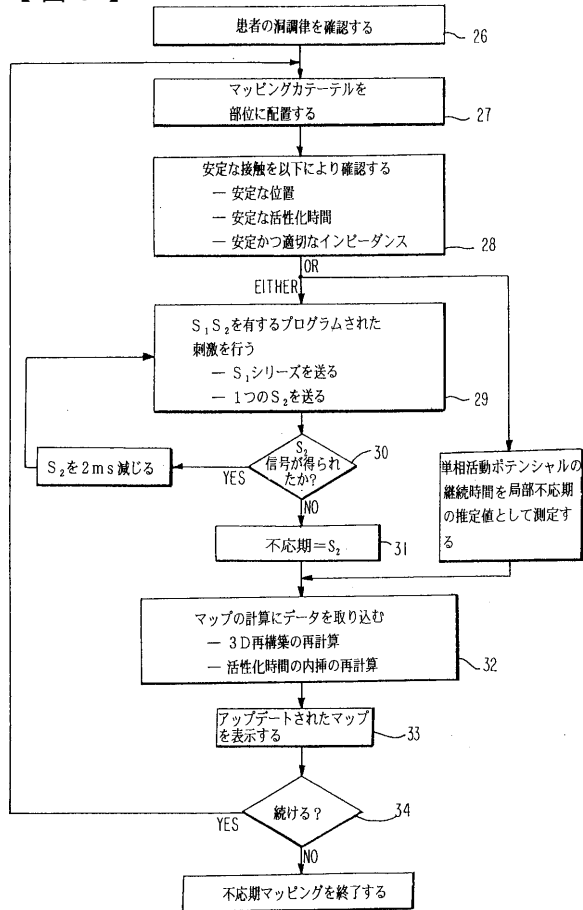 患者の洞調律を確認する
26
マッピングカテーテルを
部位に配置する
27
安定な接触を以下により確認する
— 安定な位置
— 安定な活性化時間
— 安定かつ適切なインピーダンス
28
OR
EITHER
S₁S₂を有するプログラムされた
刺激を行う
— S₁シリーズを送る
— 1つのS₂を送る
29
S₂
信号が得られ
たか?
30
YES
S₂を2ms減じる
NO
単相活動ポテンシャルの
継続時間を局部不応期
の推定値として測定す
る
不応期=S₂
31
マップの計算にデータを取り込む
— 3D再構築の再計算
— 活性化時間の内挿の再計算
32
アップデートされたマップ
を表示する
33
続ける?
34
YES
NO
不応期マッピングを終了する